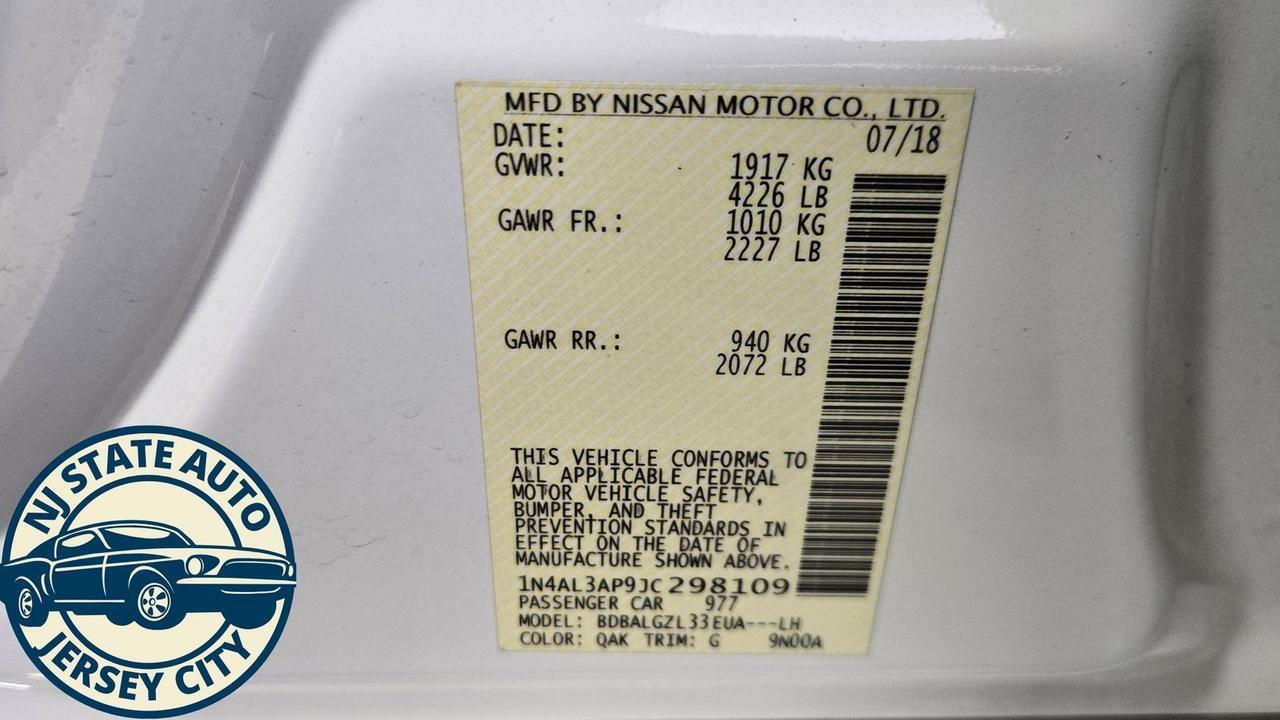 MFD BY NISSAN MOTOR CO., LTD.
DATE: 07/18
GVWR: 1917 KG
4226 LB
GAWR FR.: 1010 KG
2227 LB
GAWR RR.: 940 KG
2072 LB
THIS VEHICLE CONFORMS TO
ALL APPLICABLE FEDERAL
MOTOR VEHICLE SAFETY,
BUMPER, AND THEFT
PREVENTION STANDARDS IN
EFFECT ON THE DATE OF
MANUFACTURE SHOWN ABOVE.
1N4AL3AP9JC298109
PASSENGER CAR 977
MODEL: BDBALGZL33EUA---LH
COLOR: QAK TRIM: G 9N00A
NJ STATE AUTO
JERSEY CITY